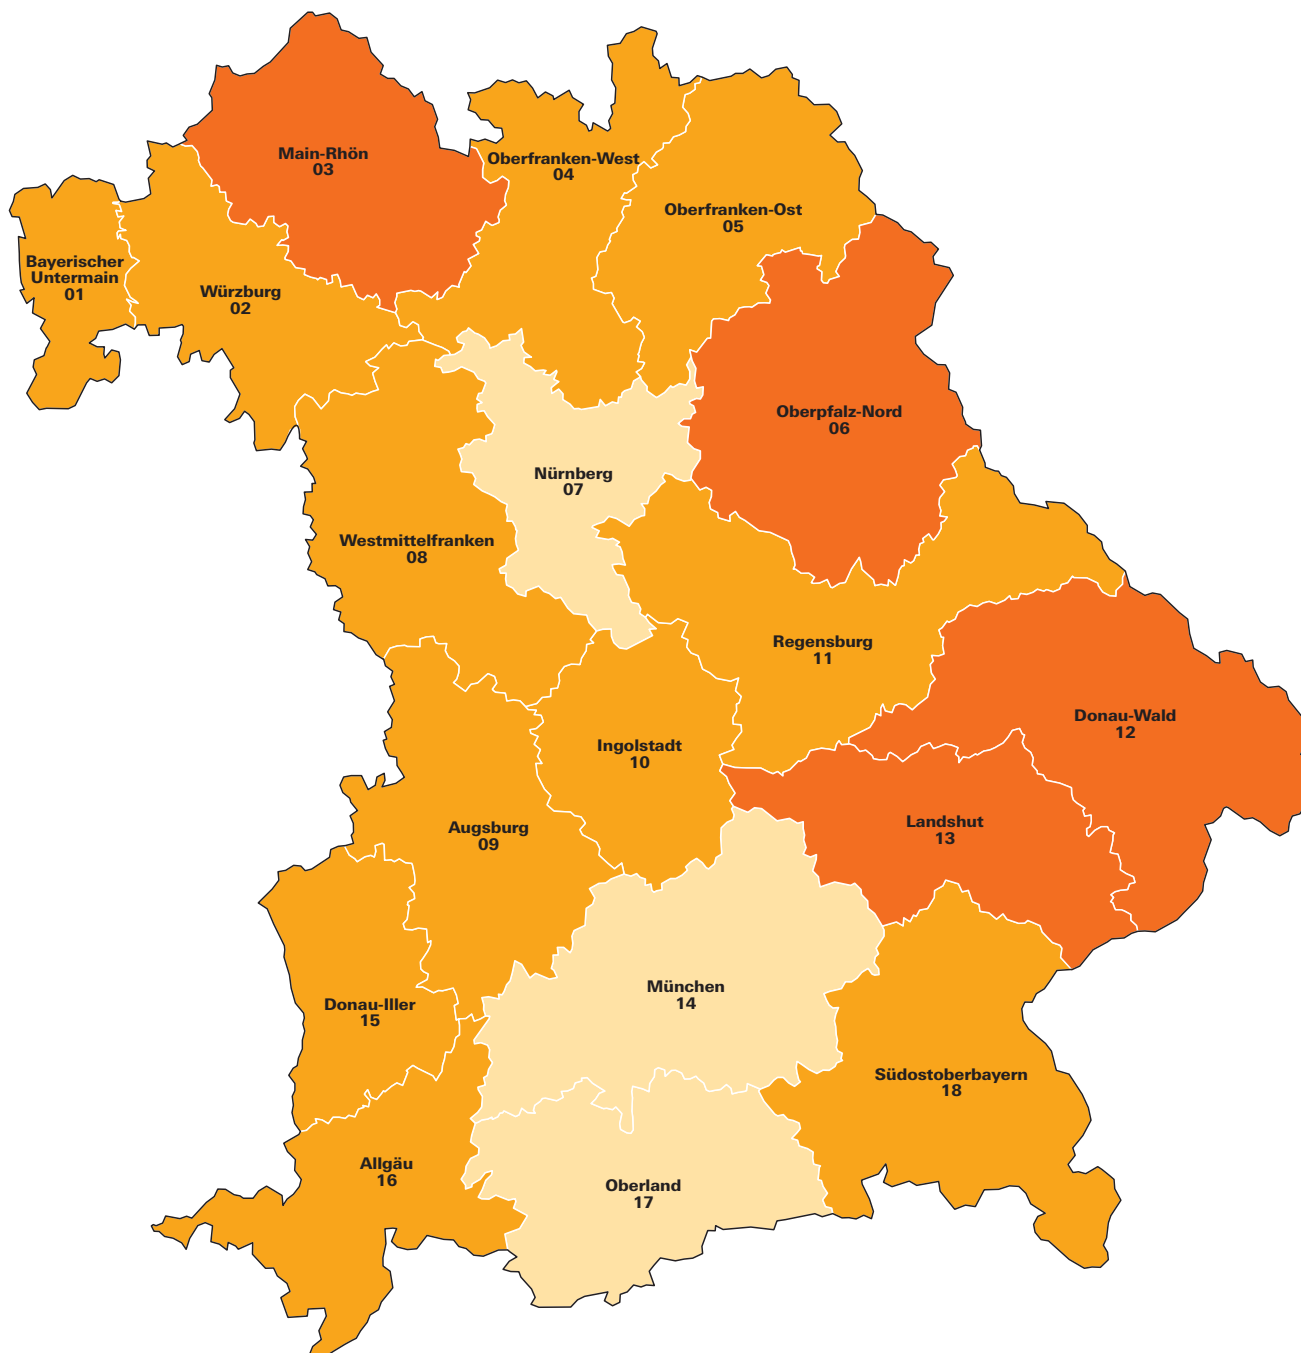 Main-Rhön
03
Oberfranken-West
04
Oberfranken-Ost
05
Bayerischer
Untermain
01
Würzburg
02
Oberpfalz-Nord
06
Nürnberg
07
Westmittelfranken
08
Regensburg
11
Donau-Wald
12
Ingolstadt
10
Augsburg
09
Landshut
13
München
14
Donau-Iller
15
Südostoberbayern
18
Allgäu
16
Oberland
17